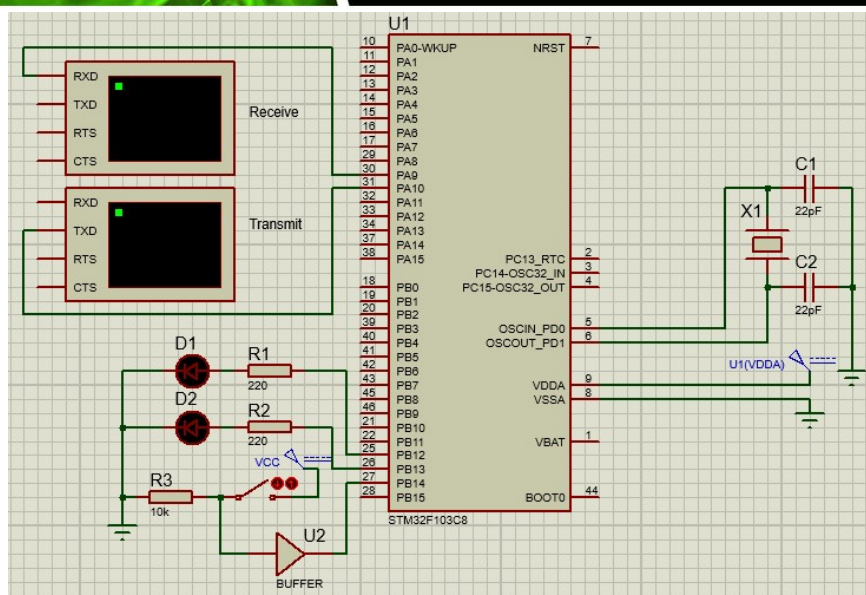 U1
10 PA0-WKUP NRST 7
11 PA1
12 PA2
13 PA3
14 PA4
15 PA5
16 PA6
17 PA7
29 PA8
30 PA9
31 PA10
32 PA11
33 PA12
34 PA13
37 PA14
38 PA15
PC13_RTC 2
PC14-OSC32_IN 3
PC15-OSC32_OUT 4
18 PB0
19 PB1
20 PB2
39 PB3
40 PB4
41 PB5
42 PB6
43 PB7
45 PB8
46 PB9
21 PB10
22 PB11
25 PB12
26 PB13
27 PB14
28 PB15
OSCIN_PD0 5
OSCOUT_PD1 6
VDDA 9
VSSA 8
VBAT 1
BOOT0 44
STM32F103C8
RXD
TXD
RTS
CTS
Receive
RXD
TXD
RTS
CTS
Transmit
D1
R1
220
D2
R2
220
VCC
R3
10k
U2
BUFFER
C1
22pF
X1
C2
22pF
U1(VDDA)